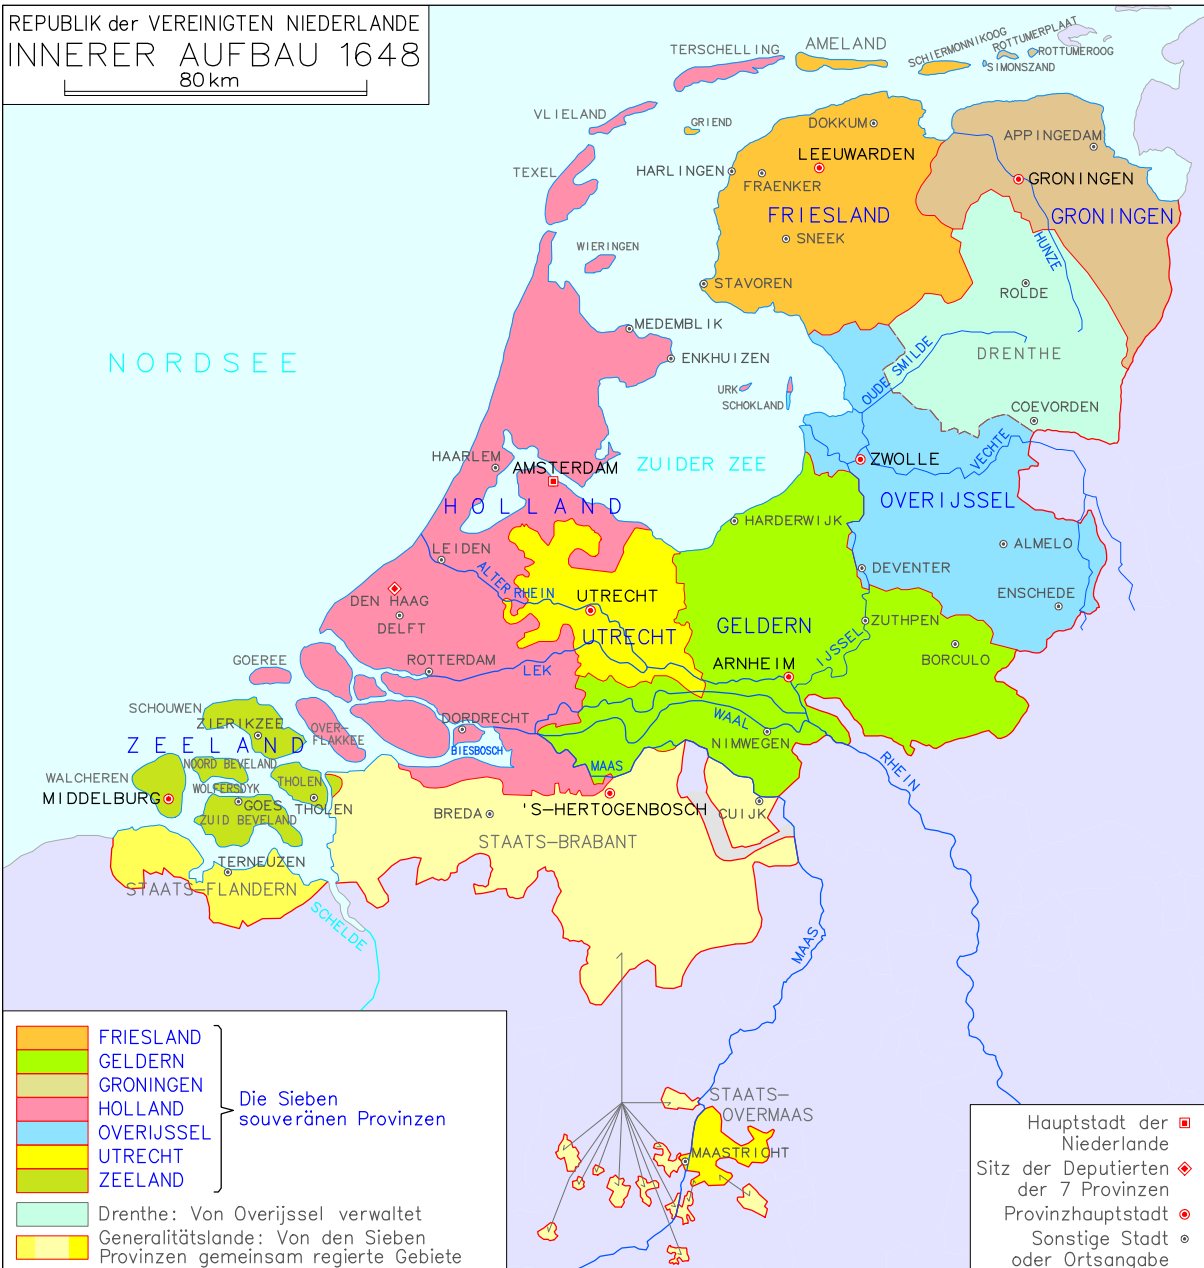 REPUBLIK der VEREINIGTEN NIEDERLANDE
INNERER AUFBAU 1648
80 km
TERSCHELLING
AMELAND
SCHIERMONNIKOOG
ROTTUMERPLAAT
ROTTUMEROOG
SIMONSZAND
VLIELAND
GRIEND
DOKKUM
APPINGEDAM
LEEUWARDEN
TEXEL
HARLINGEN
FRAENKER
GRONINGEN
FRIESLAND
GRONINGEN
SNEEK
HUNZE
WIERINGEN
STAVOREN
ROLDE
MEDEMBLIK
ENKHUIZEN
NORDSEE
OUDE SMILDE
DRENTHE
URK
SCHOKLAND
COEVORDEN
HAARLEM
AMSTERDAM
ZUIDER ZEE
ZWOLLE
VECHTE
HOLLAND
OVERIJSSEL
HARDERWIJK
LEIDEN
ALMELO
ALTER RHEIN
DEVENTER
DEN HAAG
UTRECHT
ENSCHEDE
DELFT
UTRECHT
GELDERN
ZUTHPEN
IJSSEL
GOEREE
ROTTERDAM
LEK
ARNHEIM
BORCULO
SCHOUWEN
ZIERIKZEE
OVER-
FLAKKEE
DORDRECHT
WAAL
ZEELAND
BIESBOSCH
NIMWEGEN
NOORD BEVELAND
MAAS
RHEIN
WALCHEREN
WOLFERSDYK
THOLEN
MIDDELBURG
GOES
THOLEN
'S-HERTOGENBOSCH
ZUID BEVELAND
BREDA
CUIJK
STAATS-BRABANT
TERNEUZEN
STAATS-FLANDERN
SCHELDE
MAAS
STAATS-
OVERMAAS
MAASTRICHT
FRIESLAND
GELDERN
GRONINGEN
HOLLAND
OVERIJSSEL
UTRECHT
ZEELAND
Die Sieben
souveränen Provinzen
Drenthe: Von Overijssel verwaltet
Generalitätslande: Von den Sieben
Provinzen gemeinsam regierte Gebiete
Hauptstadt der
Niederlande
Sitz der Deputierten
der 7 Provinzen
Provinzhauptstadt
Sonstige Stadt
oder Ortsangabe